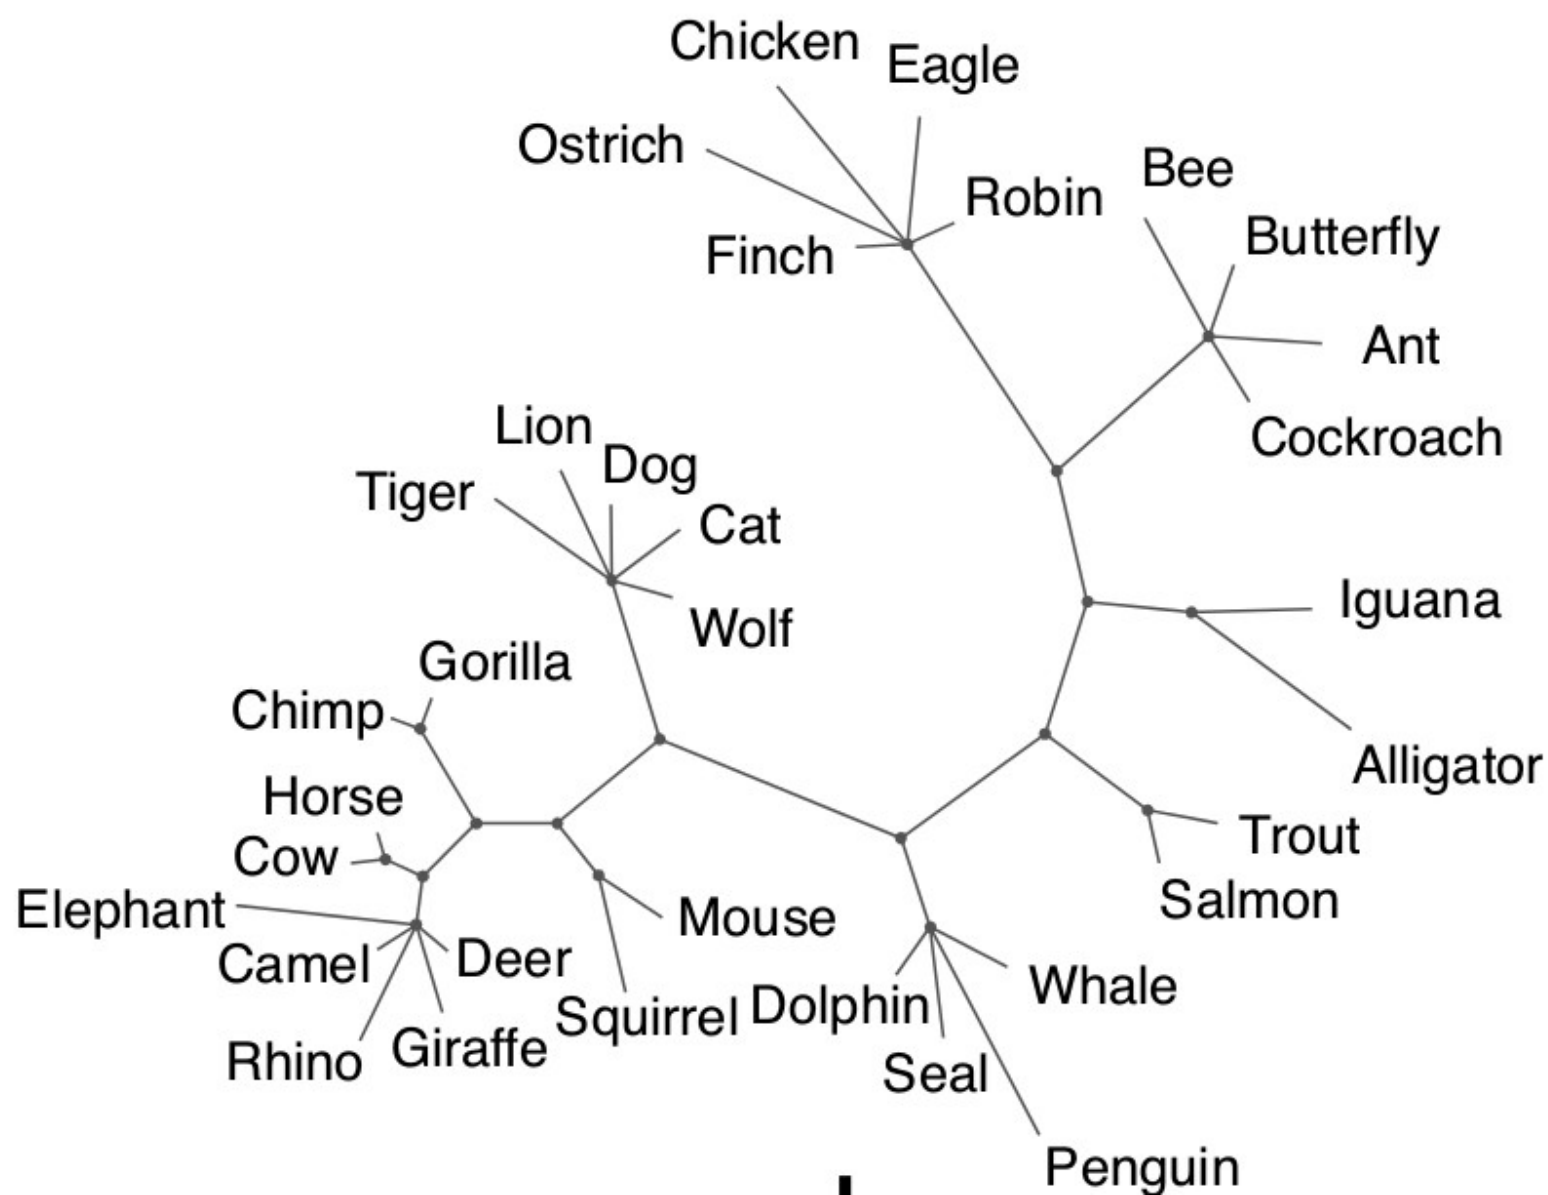 Chicken
Eagle
Ostrich
Bee
Robin
Butterfly
Finch
Ant
Lion
Cockroach
Dog
Tiger
Cat
Iguana
Wolf
Gorilla
Chimp
Alligator
Horse
Trout
Cow
Salmon
Elephant
Mouse
Camel
Deer
Whale
Dolphin
Squirrel
Giraffe
Rhino
Seal
Penguin